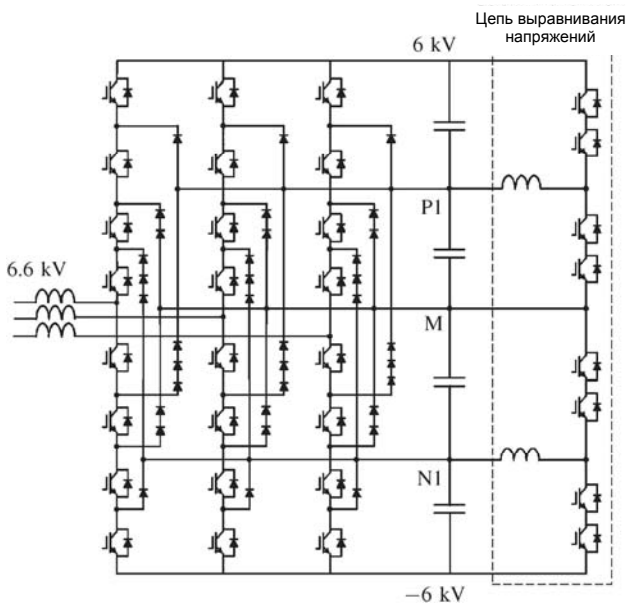 Цепь выравнивания
напряжений
6 kV
P1
6.6 kV
M
N1
−6 kV